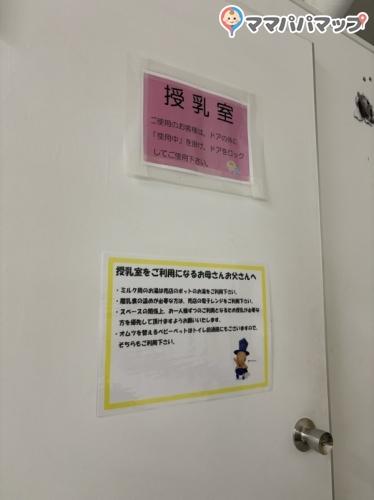 ママパパマップ
授乳室
ご使用のお客様は、ドアの外に
「使用中」を掛け、ドアをロック
してご使用下さい。
授乳室をご利用になるお母さんお父さんへ
・ミルク用のお湯は売店のポットのお湯をご利用下さい。
・離乳食の温めが必要な方は、売店の電子レンジをご利用下さい。
・スペースの関係上、お一人様ずつのご利用となるため授乳が必要な
方を優先して頂けますようお願いいたします。
・オムツを替えるベビーベットはトイレ前通路にもございますので、
そちらもご利用下さい。